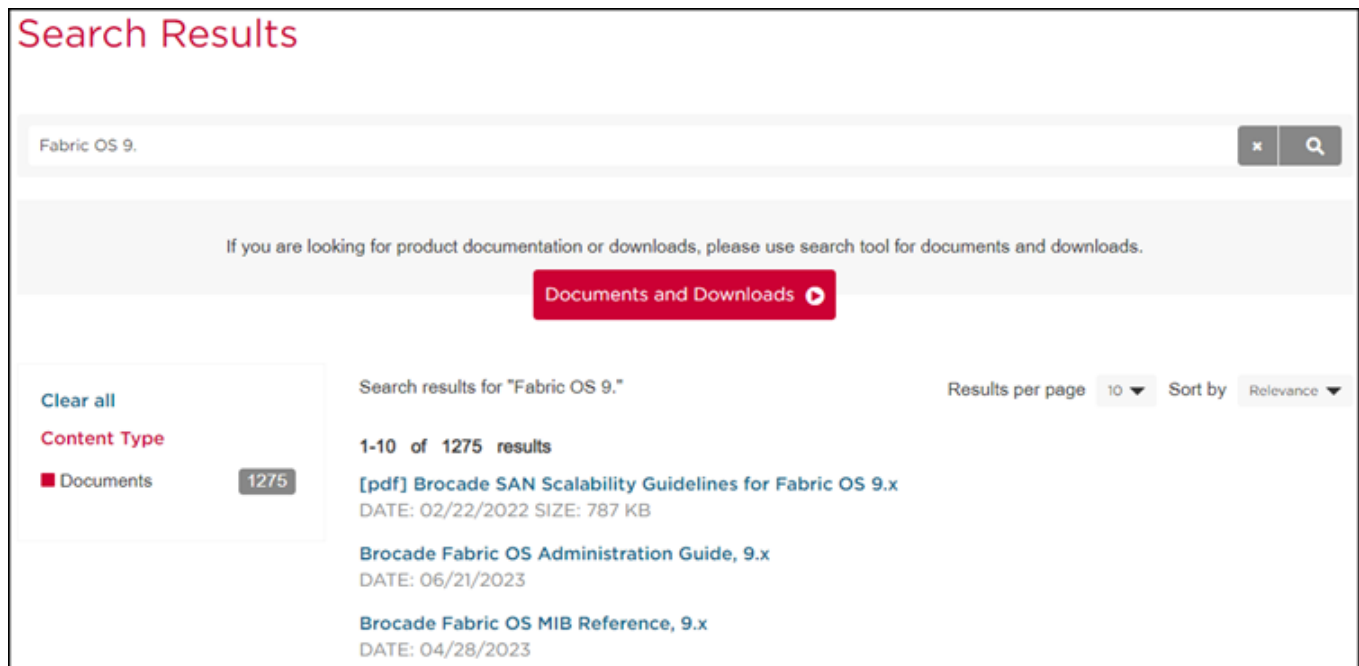 Search Results
Fabric OS 9.
If you are looking for product documentation or downloads, please use search tool for documents and downloads.
Documents and Downloads
Clear all
Content Type
Documents 1275
Search results for "Fabric OS 9."
Results per page 10 Sort by Relevance
1-10 of 1275 results
[pdf] Brocade SAN Scalability Guidelines for Fabric OS 9.x
DATE: 02/22/2022 SIZE: 787 KB
Brocade Fabric OS Administration Guide, 9.x
DATE: 06/21/2023
Brocade Fabric OS MIB Reference, 9.x
DATE: 04/28/2023